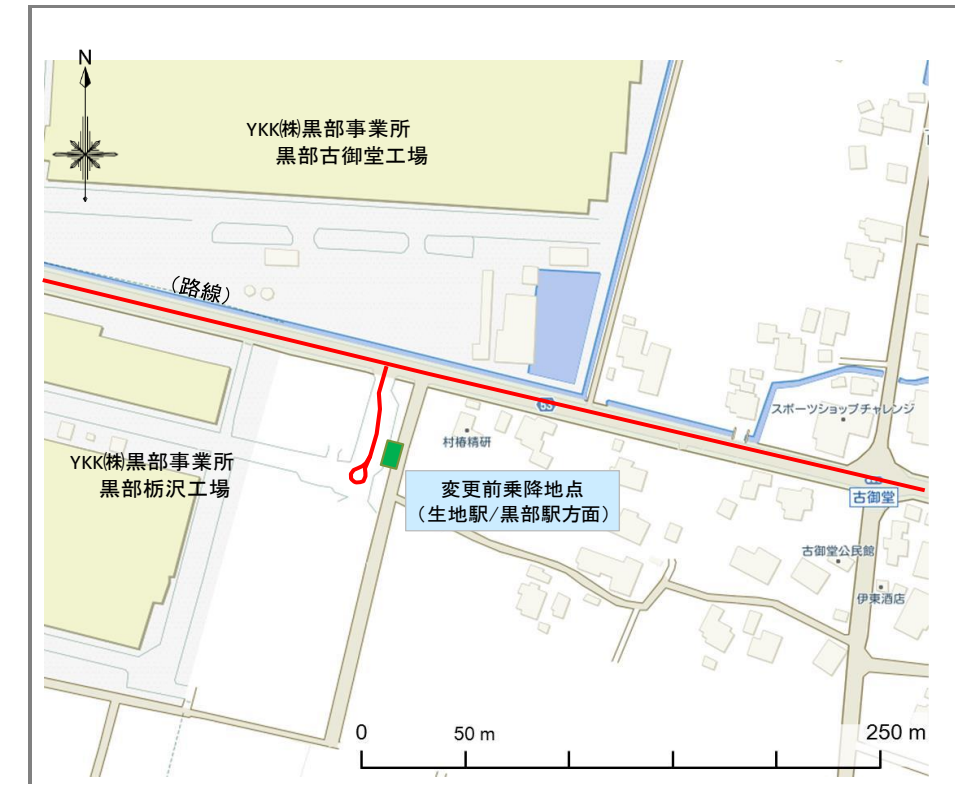 N
YKK㈱黒部事業所
黒部古御堂工場
(路線)
53
スポーツショップチャレンジ
村椿精研
YKK㈱黒部事業所
黒部栃沢工場
変更前乗降地点
(生地駅/黒部駅方面)
古御堂
古御堂公民館
伊東酒店
0
50 m
250 m